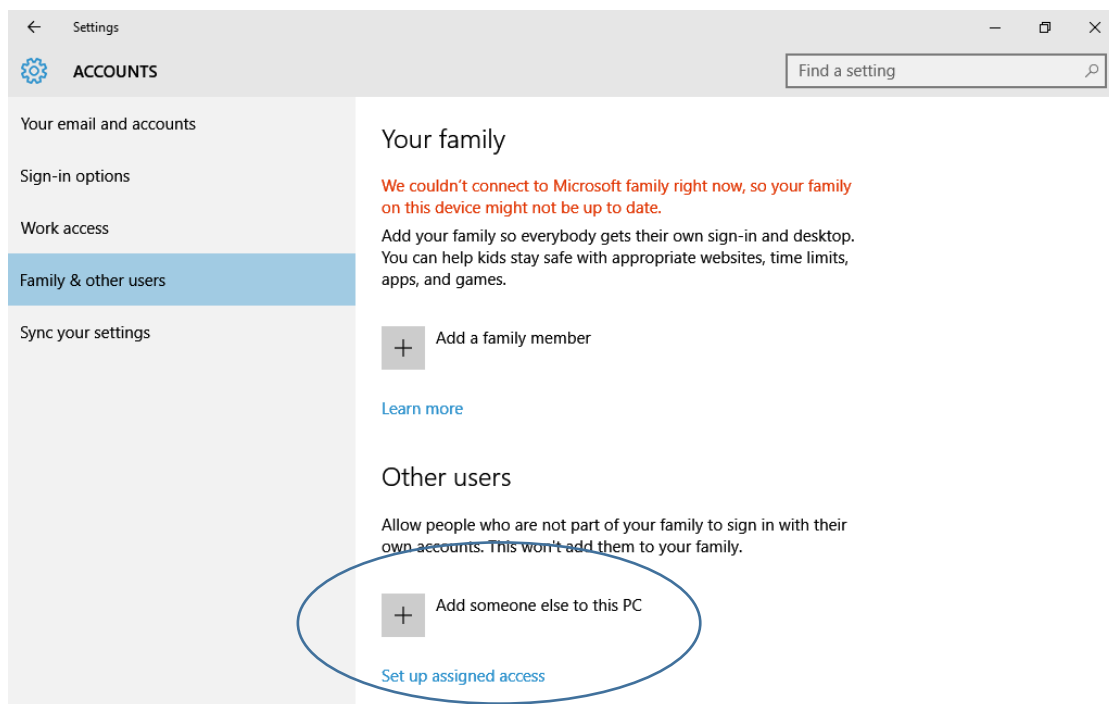 Settings
ACCOUNTS
Find a setting
Your email and accounts
Sign-in options
Work access
Family & other users
Sync your settings
Your family
We couldn't connect to Microsoft family right now, so your family
on this device might not be up to date.
Add your family so everybody gets their own sign-in and desktop.
You can help kids stay safe with appropriate websites, time limits,
apps, and games.
Add a family member
Learn more
Other users
Allow people who are not part of your family to sign in with their
own accounts. This won't add them to your family.
Add someone else to this PC
Set up assigned access